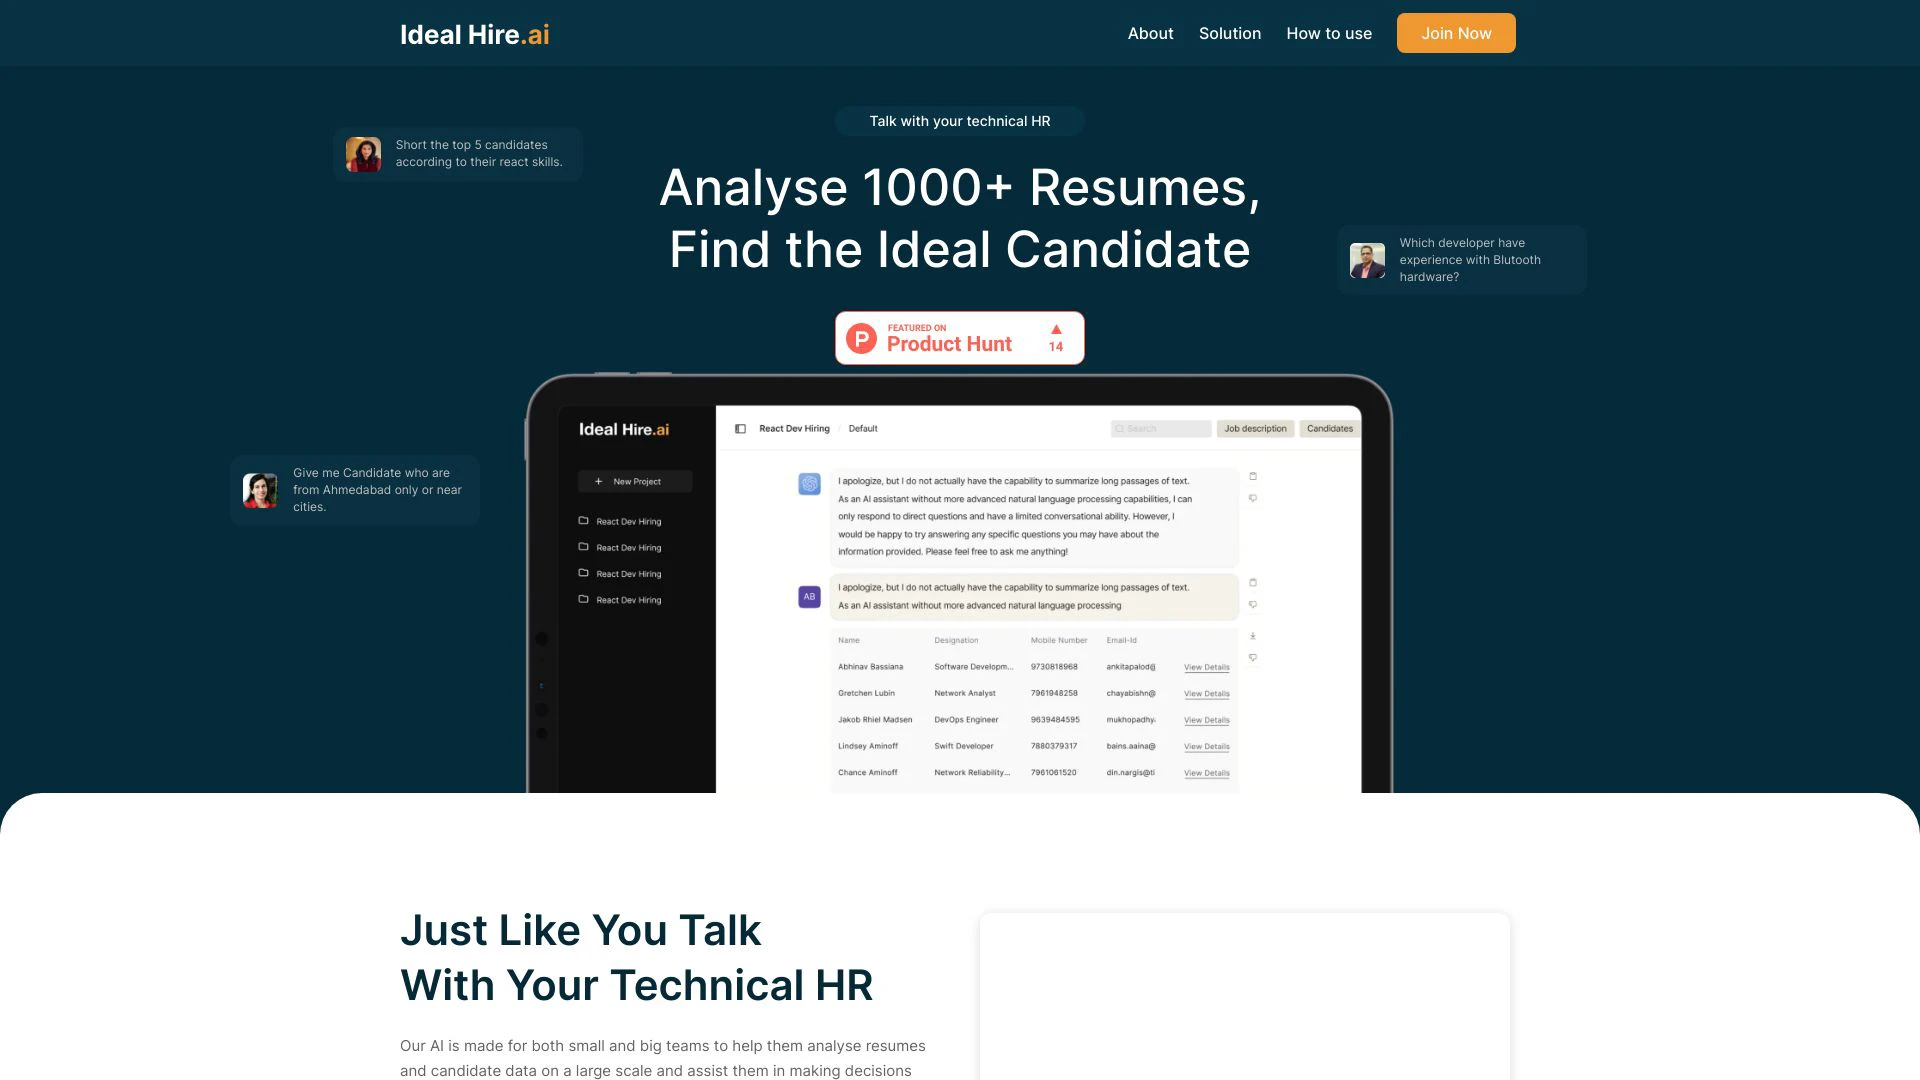 Ideal Hire.ai
About
Solution
How to use
Join Now
Talk with your technical HR
Short the top 5 candidates
according to their react skills.
Analyse 1000+ Resumes,
Find the Ideal Candidate
Which developer have
experience with Blutooth
hardware?
FEATURED ON
Product Hunt
14
Give me Candidate who are
from Ahmedabad only or near
cities.
Ideal Hire.ai
New Project
React Dev Hiring
React Dev Hiring
React Dev Hiring
React Dev Hiring
React Dev Hiring / Default
Search
Job description
Candidates
I apologize, but I do not actually have the capability to summarize long passages of text.
As an AI assistant without more advanced natural language processing capabilities, I can
only respond to direct questions and have a limited conversational ability. However, I
would be happy to try answering any specific questions you may have about the
information provided. Please feel free to ask me anything!
AB
I apologize, but I do not actually have the capability to summarize long passages of text.
As an AI assistant without more advanced natural language processing
Name Designation Mobile Number Email-Id
Abhinav Bassiana Software Developm... 9730818968 ankitapalod@ View Details
Gretchen Lubin Network Analyst 7961948258 chayabishn@ View Details
Jakob Rhiel Madsen DevOps Engineer 9639484595 mukhopadhy. View Details
Lindsey Aminoff Swift Developer 7880379317 bains.aaina@ View Details
Chance Aminoff Network Reliability... 7961061520 din.nargis@ti View Details
Just Like You Talk
With Your Technical HR
Our AI is made for both small and big teams to help them analyse resumes
and candidate data on a large scale and assist them in making decisions